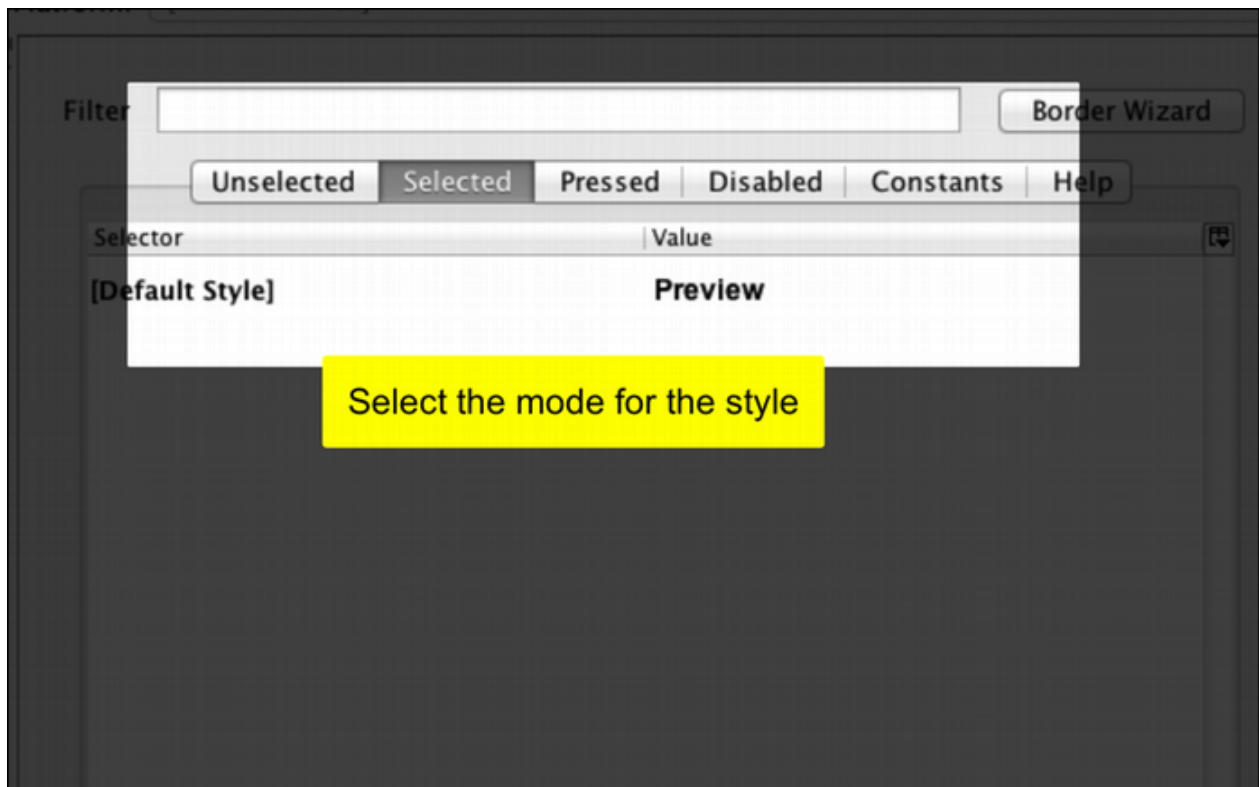 Filter
Border Wizard
Unselected Selected Pressed Disabled Constants Help
Selector Value
[Default Style] Preview
Select the mode for the style